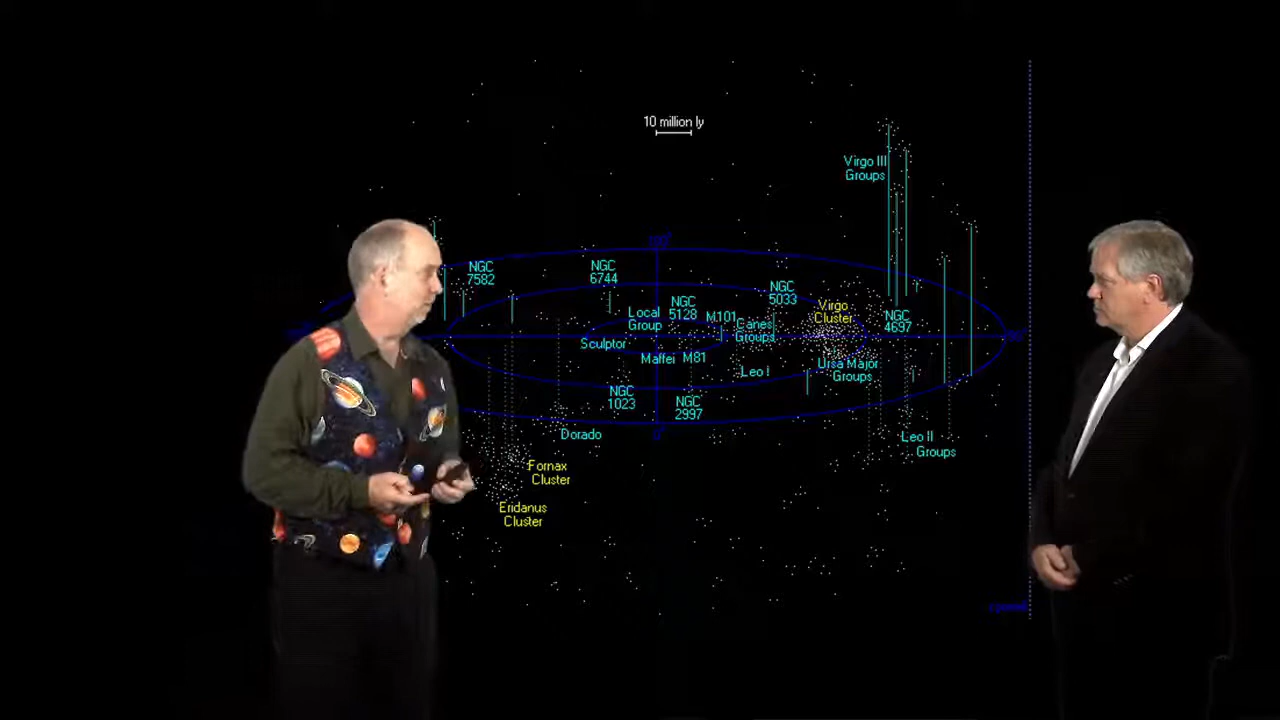 10 million ly
Virgo III
Groups
NGC
7582
NGC
6744
NGC
5033
NGC
5128
Virgo
Cluster
Local
Group
M101
Canes
Groups
NGC
4697
Sculptor
Maffei
M81
Leo I
Ursa Major
Groups
NGC
1023
NGC
2997
0°
Dorado
Leo II
Groups
Fornax
Cluster
Eridanus
Cluster